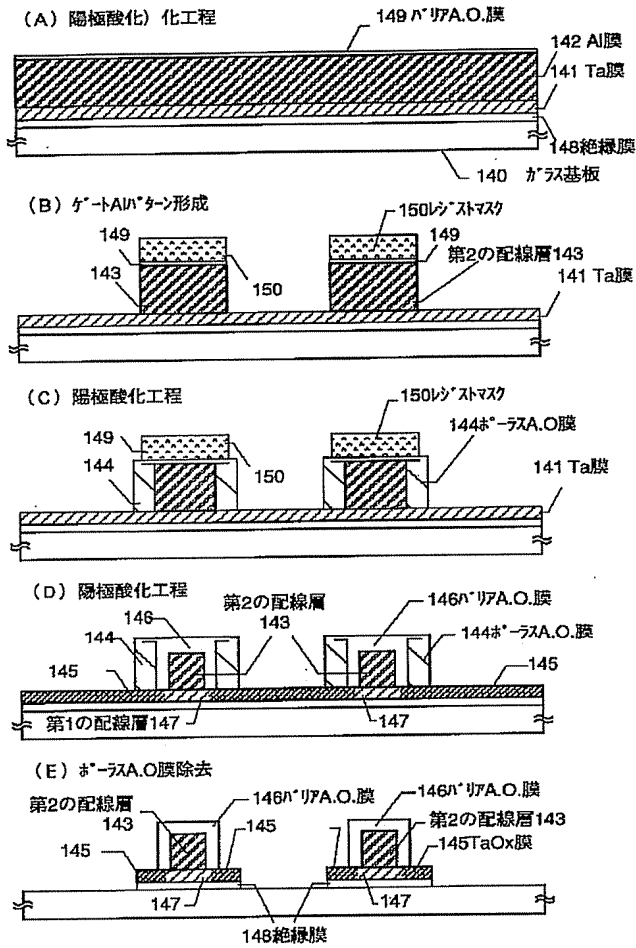 (A) 陽極酸化) 化工程
149 バリアA.O.膜
142 Al膜
141 Ta膜
148絶縁膜
140 ガラス基板
(B) ゲートAlパターン形成
150レジストマスク
149
149
143
150
第2の配線層143
141 Ta膜
(C) 陽極酸化工程
150レジストマスク
149
144ポーラスA.O膜
144
150
141 Ta膜
(D) 陽極酸化工程
第2の配線層
143
146
146バリアA.O.膜
144
144ポーラスA.O.膜
145
145
第1の配線層147
147
(E) ポーラスA.O膜除去
第2の配線層
143
146バリアA.O.膜
146バリアA.O.膜
第2の配線層143
145
145
145TaOx膜
147
147
148絶縁膜